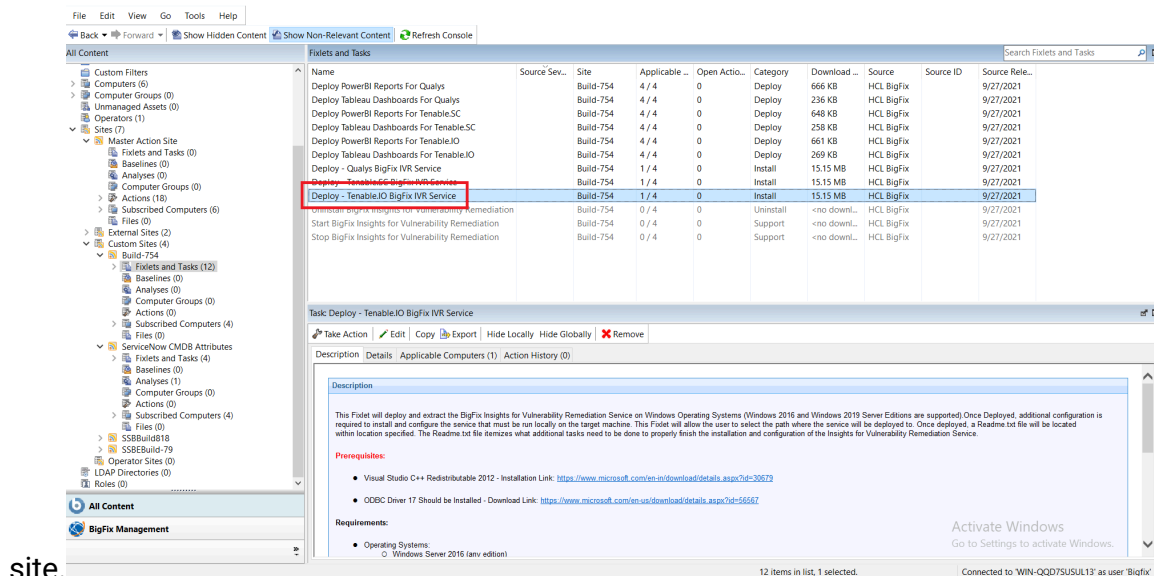 File Edit View Go Tools Help
Back Forward Show Hidden Content Show Non-Relevant Content Refresh Console
All Content
Custom Filters
Computers (6)
Computer Groups (0)
Unmanaged Assets (0)
Operators (1)
Sites (7)
Master Action Site
Fixlets and Tasks (0)
Baselines (0)
Analyses (0)
Computer Groups (0)
Actions (18)
Subscribed Computers (6)
Files (0)
External Sites (2)
Custom Sites (4)
Build-754
Fixlets and Tasks (12)
Baselines (0)
Analyses (0)
Computer Groups (0)
Actions (0)
Subscribed Computers (4)
Files (0)
ServiceNow CMDB Attributes
Fixlets and Tasks (4)
Baselines (0)
Analyses (1)
Computer Groups (0)
Actions (0)
Subscribed Computers (4)
Files (0)
SSBBuild818
SSBEBuild-79
Operator Sites (0)
LDAP Directories (0)
Roles (0)
All Content
BigFix Management
Fixlets and Tasks Search Fixlets and Tasks
Name Source Sev... Site Applicable ... Open Actio... Category Download ... Source Source ID Source Rele...
Deploy PowerBI Reports For Qualys Build-754 4 / 4 0 Deploy 666 KB HCL BigFix 9/27/2021
Deploy Tableau Dashboards For Qualys Build-754 4 / 4 0 Deploy 236 KB HCL BigFix 9/27/2021
Deploy PowerBI Reports For Tenable.SC Build-754 4 / 4 0 Deploy 648 KB HCL BigFix 9/27/2021
Deploy Tableau Dashboards For Tenable.SC Build-754 4 / 4 0 Deploy 258 KB HCL BigFix 9/27/2021
Deploy PowerBI Reports For Tenable.IO Build-754 4 / 4 0 Deploy 661 KB HCL BigFix 9/27/2021
Deploy Tableau Dashboards For Tenable.IO Build-754 4 / 4 0 Deploy 269 KB HCL BigFix 9/27/2021
Deploy - Qualys BigFix IVR Service Build-754 1 / 4 0 Install 15.15 MB HCL BigFix 9/27/2021
Deploy - Tenable.SC BigFix IVR Service Build-754 1 / 4 0 Install 15.15 MB HCL BigFix 9/27/2021
Deploy - Tenable.IO BigFix IVR Service Build-754 1 / 4 0 Install 15.15 MB HCL BigFix 9/27/2021
Uninstall BigFix Insights for Vulnerability Remediation Build-754 0 / 4 0 Uninstall <no downl... HCL BigFix 9/27/2021
Start BigFix Insights for Vulnerability Remediation Build-754 0 / 4 0 Support <no downl... HCL BigFix 9/27/2021
Stop BigFix Insights for Vulnerability Remediation Build-754 0 / 4 0 Support <no downl... HCL BigFix 9/27/2021
Task: Deploy - Tenable.IO BigFix IVR Service
Take Action Edit Copy Export Hide Locally Hide Globally Remove
Description Details Applicable Computers (1) Action History (0)
Description
This Fixlet will deploy and extract the BigFix Insights for Vulnerability Remediation Service on Windows Operating Systems (Windows 2016 and Windows 2019 Server Editions are supported).Once Deployed, additional configuration is
required to install and configure the service that must be run locally on the target machine. This Fixlet will allow the user to select the path where the service will be deployed to. Once deployed, a Readme.txt file will be located
within location specified. The Readme.txt file itemizes what additional tasks need to be done to properly finish the installation and configuration of the Insights for Vulnerability Remediation Service.
Prerequisites:
Visual Studio C++ Redistributable 2012 - Installation Link: https://www.microsoft.com/en-in/download/details.aspx?id=30679
ODBC Driver 17 Should be Installed - Download Link: https://www.microsoft.com/en-us/download/details.aspx?id=56567
Requirements:
Operating Systems:
Windows Server 2016 (any edition)
Activate Windows
Go to Settings to activate Windows.
12 items in list, 1 selected. Connected to 'WIN-QQD7SUSUL13' as user 'Bigfix'
site.